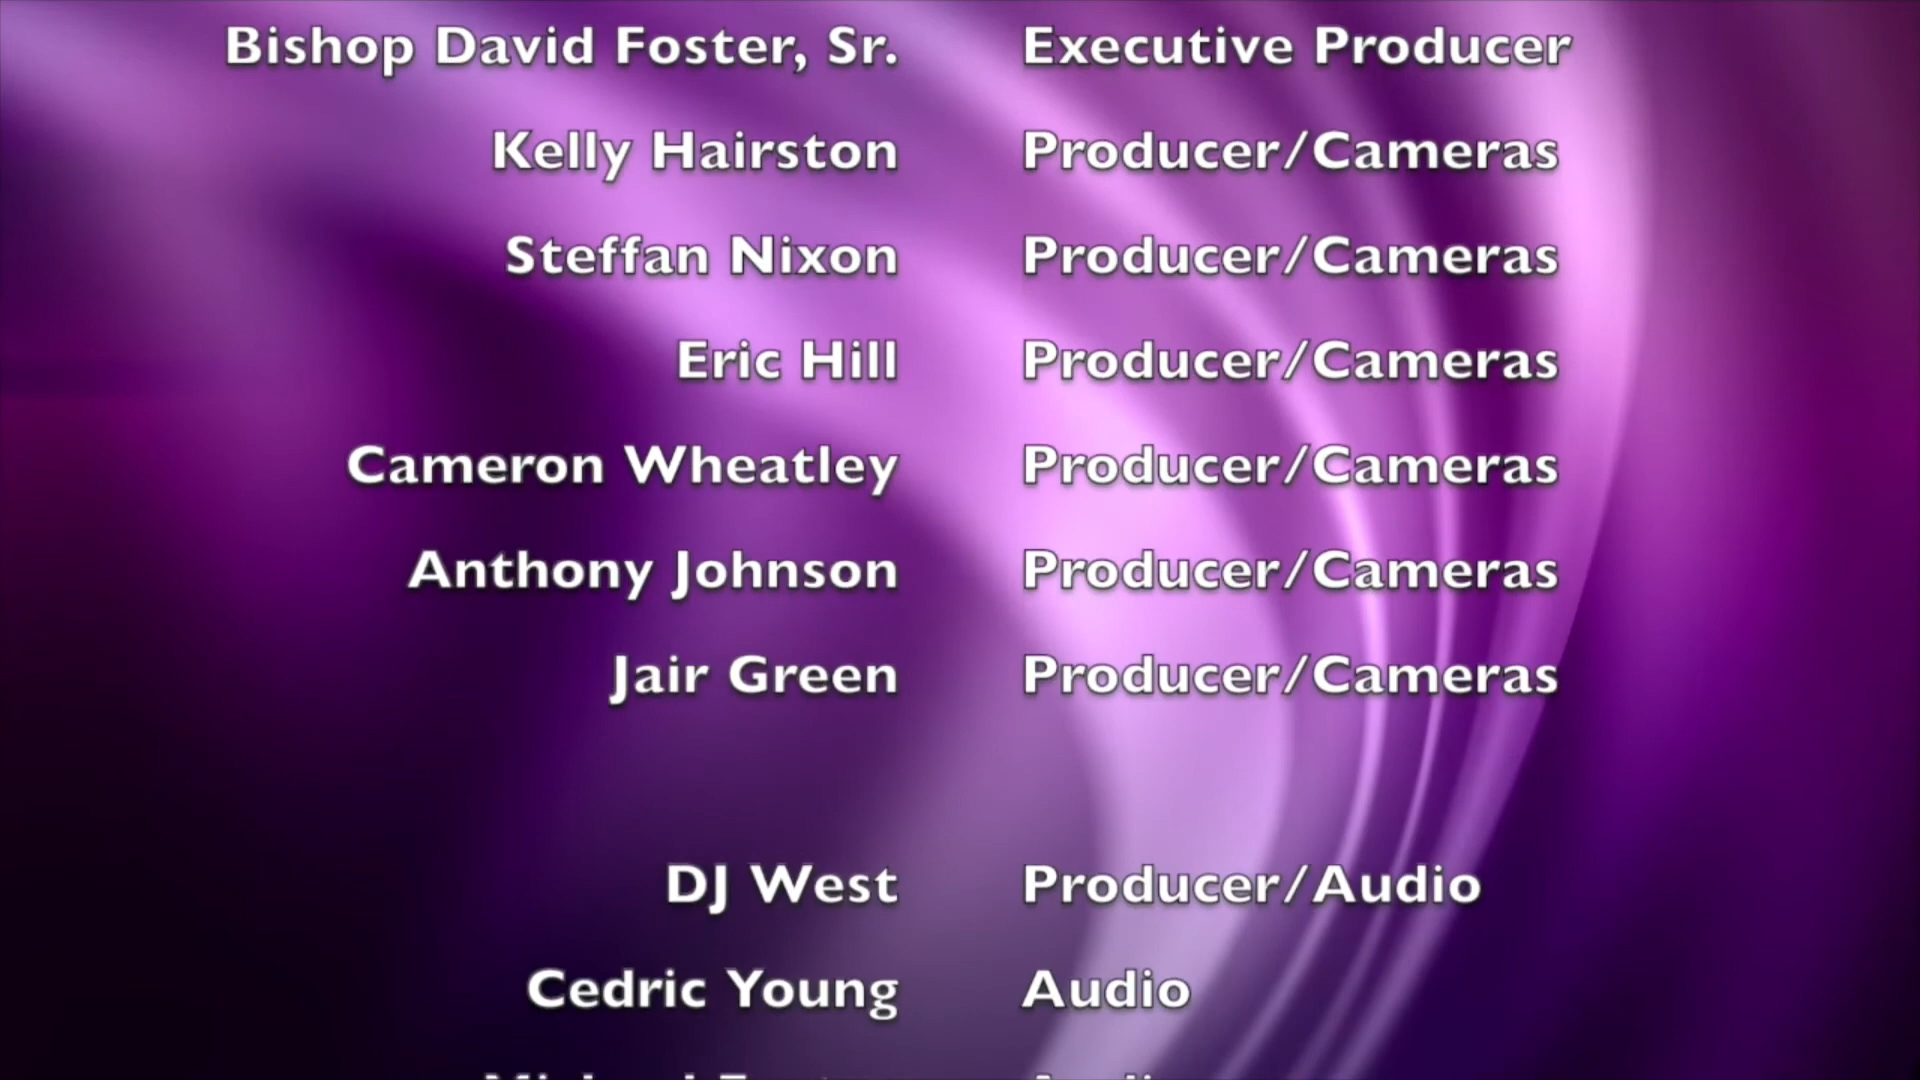 Bishop David Foster, Sr. Executive Producer
Kelly Hairston Producer/Cameras
Steffan Nixon Producer/Cameras
Eric Hill Producer/Cameras
Cameron Wheatley Producer/Cameras
Anthony Johnson Producer/Cameras
Jair Green Producer/Cameras
DJ West Producer/Audio
Cedric Young Audio